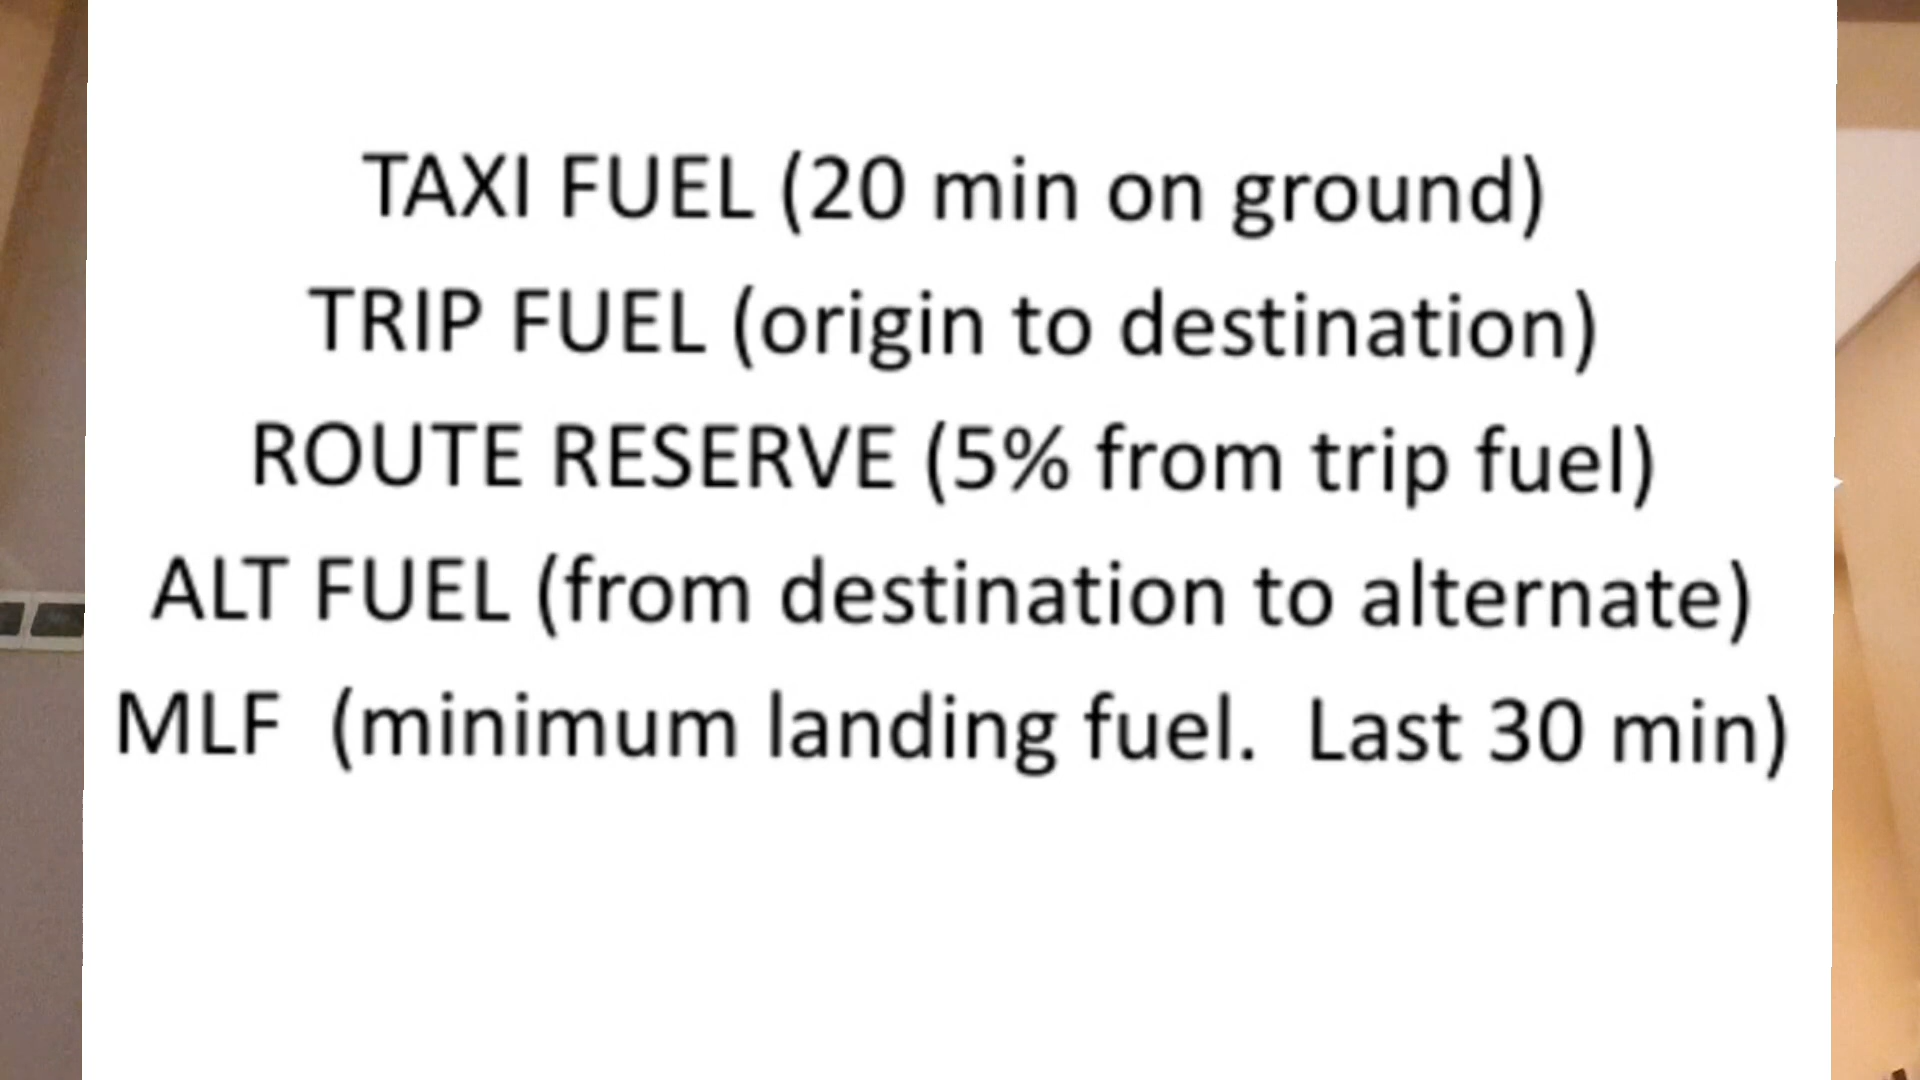 TAXI FUEL (20 min on ground)
TRIP FUEL (origin to destination)
ROUTE RESERVE (5% from trip fuel)
ALT FUEL (from destination to alternate)
MLF  (minimum landing fuel.  Last 30 min)